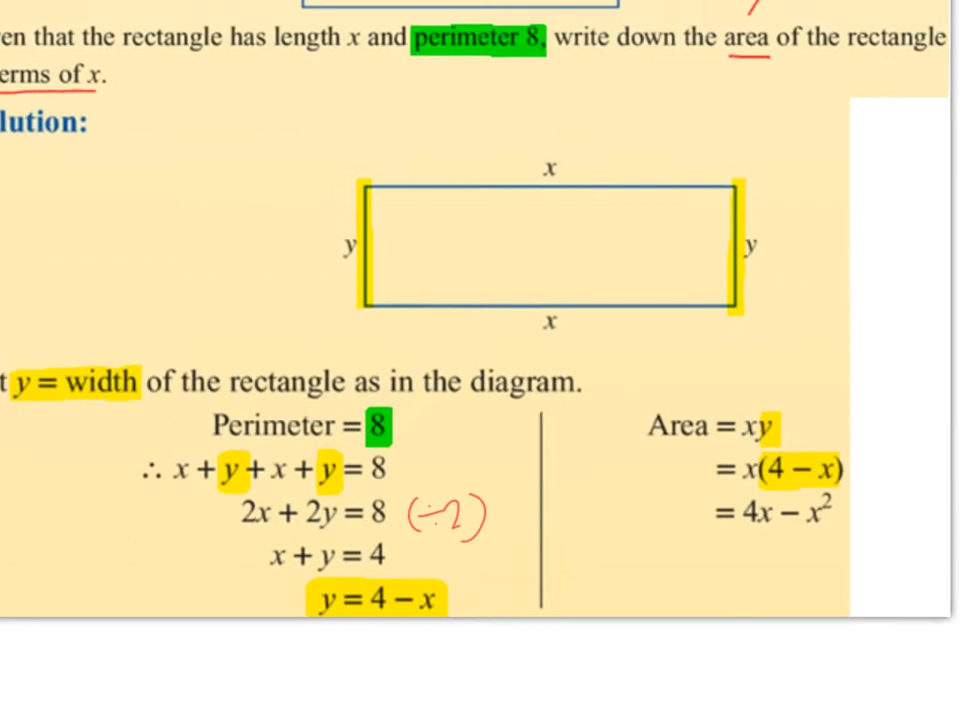 en that the rectangle has length x and perimeter 8, write down the area of the rectangle
erms of x.
lution:
x
y
y
x
t y = width of the rectangle as in the diagram.
Perimeter = 8
∴ x + y + x + y = 8
2x + 2y = 8 (÷2)
x + y = 4
y = 4 − x
Area = xy
= x(4 − x)
= 4x − x²